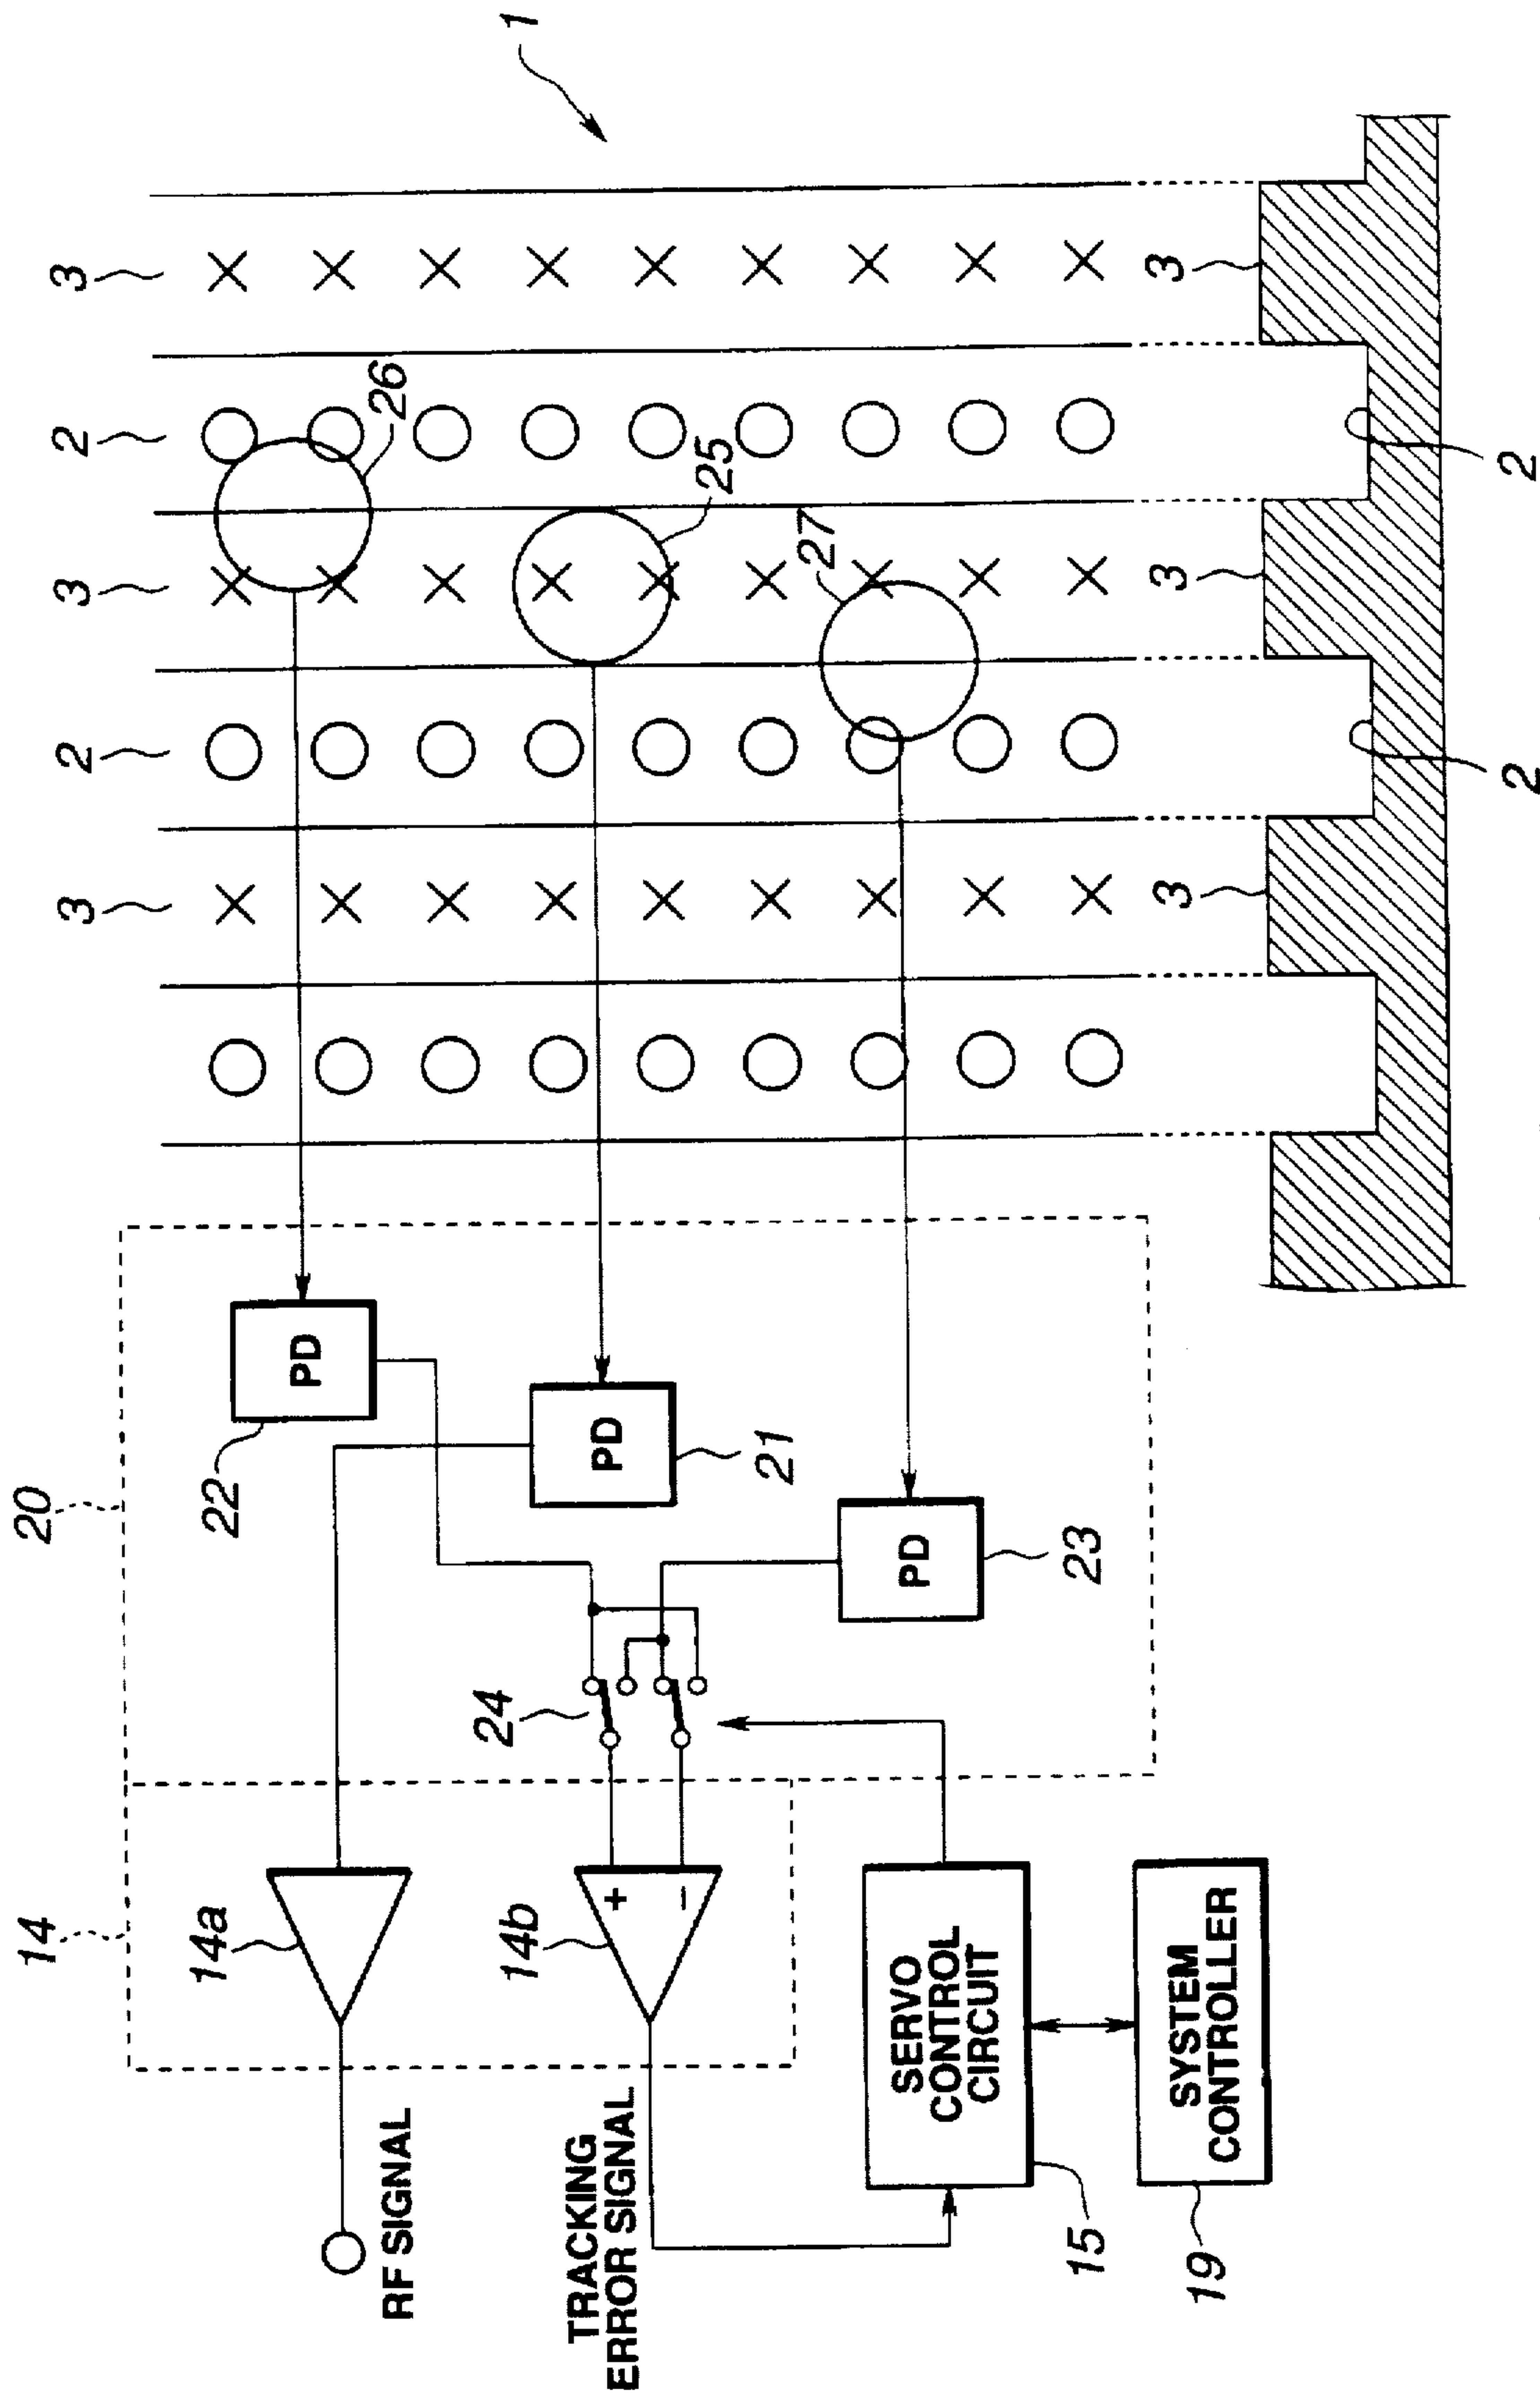 14
20
3
2
3
2
3
14a
22
PD
26
RF SIGNAL
24
14b
1
TRACKING
ERROR SIGNAL
+
−
PD
25
21
27
SERVO
CONTROL
CIRCUIT
PD
23
15
3
3
3
SYSTEM
CONTROLLER
19
2
2